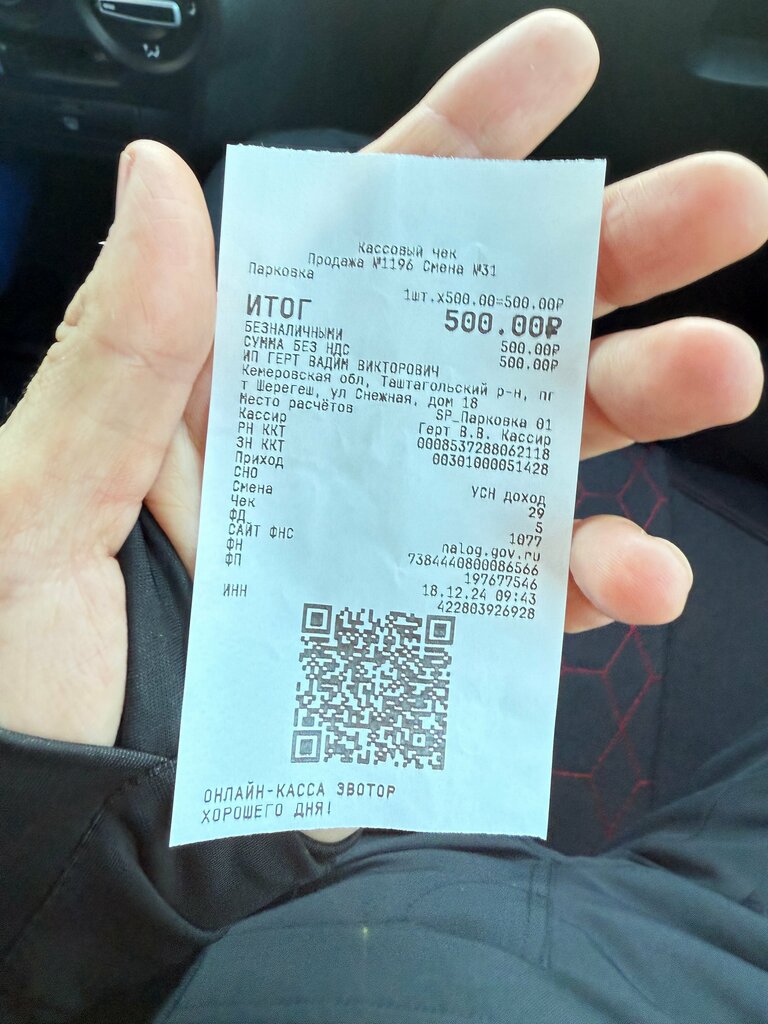 Кассовый чек
Продажа №1196 Смена №31
Парковка
1шт.X500.00=500.00₽
ИТОГ 500.00₽
БЕЗНАЛИЧНЫМИ 500.00₽
СУММА БЕЗ НДС 500.00₽
ИП ГЕРТ ВАДИМ ВИКТОРОВИЧ
Кемеровская обл, Таштагольский р-н, пг
т Шерегеш, ул Снежная, дом 18
Место расчётов SP_Парковка 01
Кассир Герт В.В. Кассир
РН ККТ 0008537288062118
ЗН ККТ 00301000051428
Приход
СНО УСН доход
Смена 29
Чек 5
ФД 1077
САЙТ ФНС nalog.gov.ru
ФН 7384440800086566
ФП 197677546
18.12.24 09:43
ИНН 422803926928
ОНЛАЙН-КАССА ЭВОТОР
ХОРОШЕГО ДНЯ!